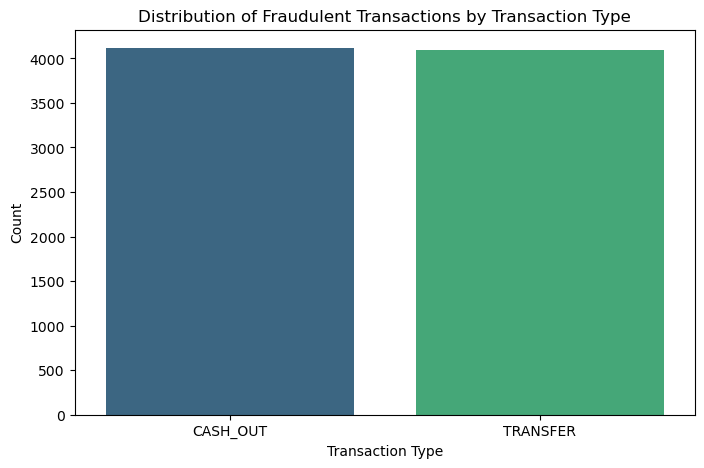 Distribution of Fraudulent Transactions by Transaction Type
Count
4000
3500
3000
2500
2000
1500
1000
500
0
CASH_OUT
TRANSFER
Transaction Type